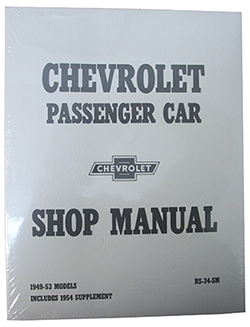 CHEVROLET
PASSENGER CAR
CHEVROLET
SHOP MANUAL
1949-53 MODELS
RS-34-SM
INCLUDES 1954 SUPPLEMENT